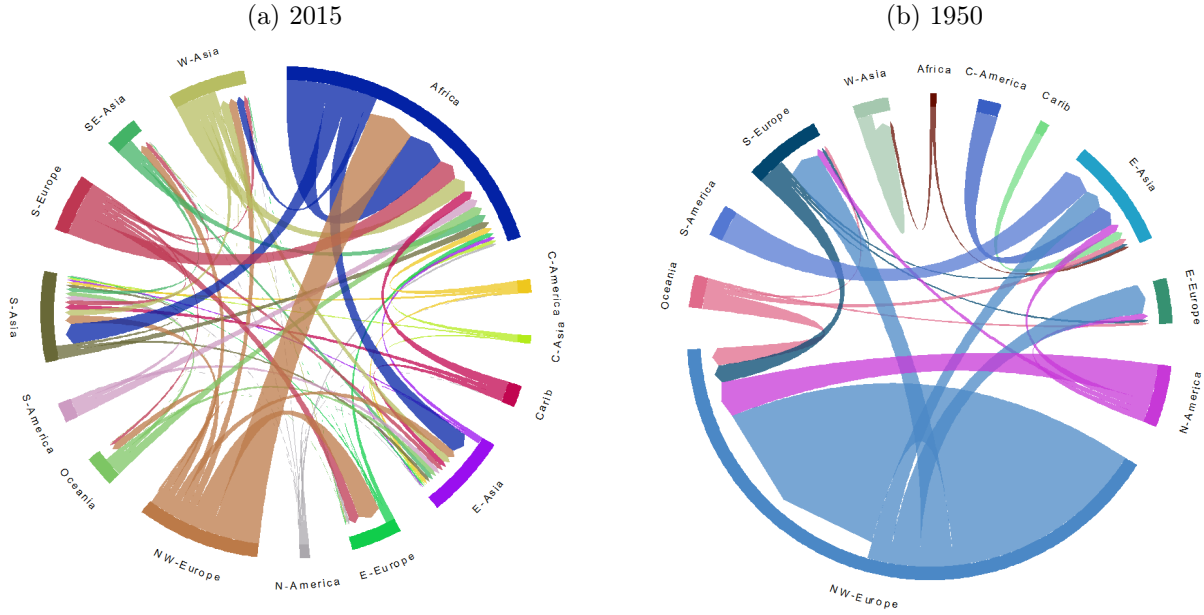 (a) 2015
W-Asia
Africa
SE-Asia
S-Europe
S-Asia
C-America
C-Asia
S-America
Carib
Oceania
E-Asia
NW-Europe
N-America
E-Europe
(b) 1950
W-Asia
Africa
C-America
Carib
S-Europe
E-Asia
S-America
Oceania
E-Europe
N-America
NW-Europe